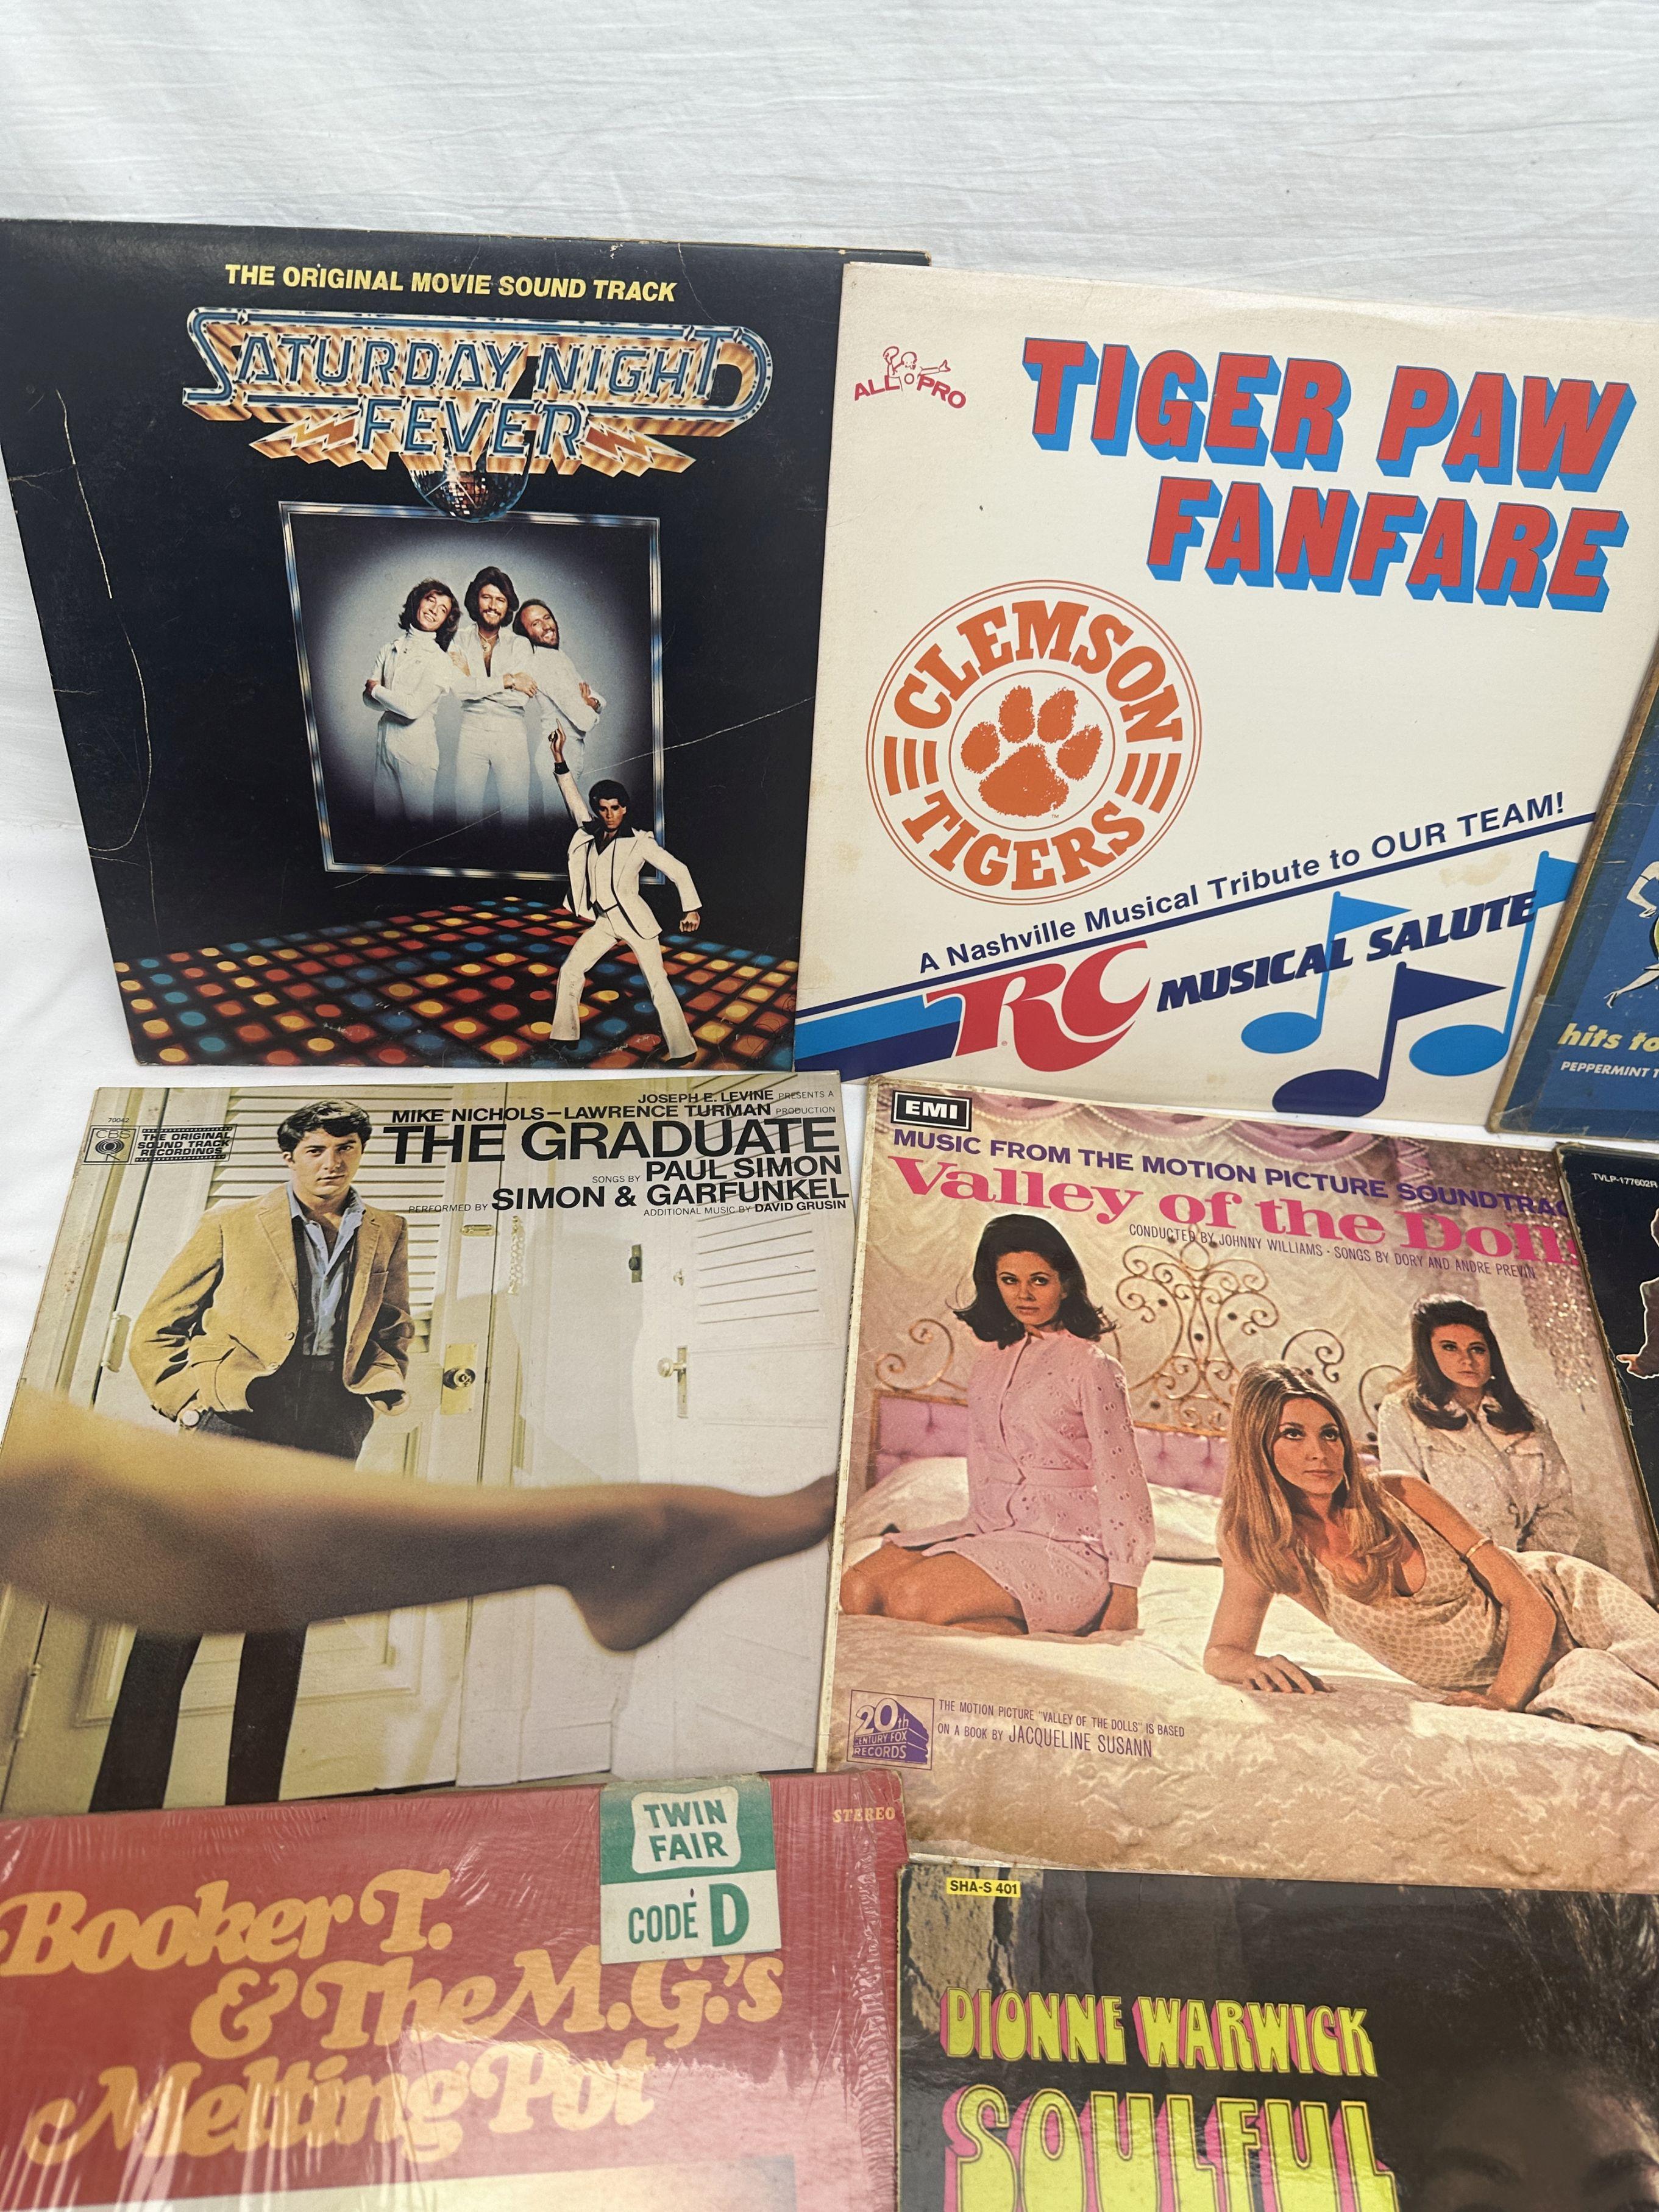 THE ORIGINAL MOVIE SOUND TRACK
SATURDAY NIGHT
FEVER
ALL PRO
TIGER PAW
FANFARE
CLEMSON
TIGERS
TM
A Nashville Musical Tribute to OUR TEAM!
RC MUSICAL SALUTE
hits to
PEPPERMINT T
70042
CBS
THE ORIGINAL
SOUND TRACK
RECORDINGS
JOSEPH E. LEVINE PRESENTS A
MIKE NICHOLS–LAWRENCE TURMAN PRODUCTION
THE GRADUATE
SONGS BY PAUL SIMON
PERFORMED BY SIMON & GARFUNKEL
ADDITIONAL MUSIC BY DAVID GRUSIN
EMI
MUSIC FROM THE MOTION PICTURE SOUNDTRAC
Valley of the Doll
CONDUCTED BY JOHNNY WILLIAMS · SONGS BY DORY AND ANDRE PREVIN
20th
CENTURY FOX
RECORDS
THE MOTION PICTURE "VALLEY OF THE DOLLS" IS BASED
ON A BOOK BY JACQUELINE SUSANN
TVLP-177602R
TWIN
FAIR
CODE D
STEREO
Booker T.
& The M.G.'s
Melting Pot
SHA-S 401
DIONNE WARWICK
SOULFUL